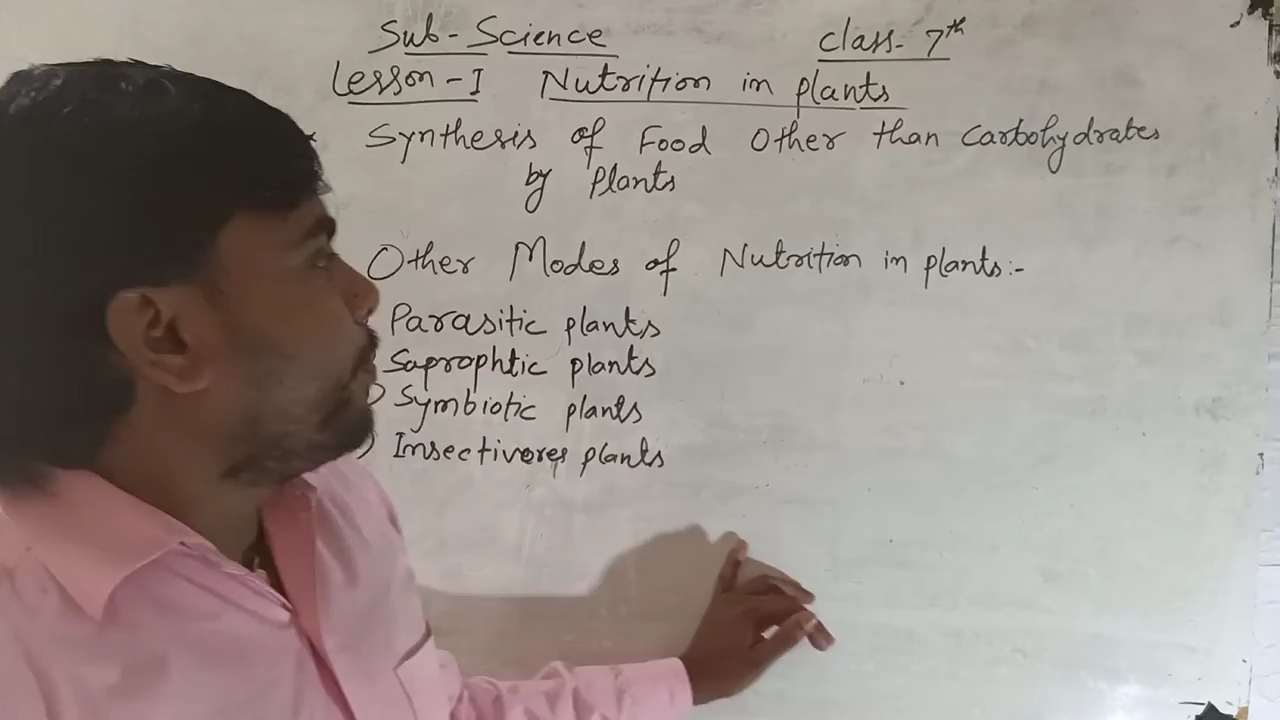 Sub- Science class- 7th
Lesson - I Nutrition in plants
Synthesis of Food Other than Carbohydrates
by Plants
Other Modes of Nutrition in plants:-
Parasitic plants
Saprophtic plants
) Symbiotic plants
) Insectivores plants